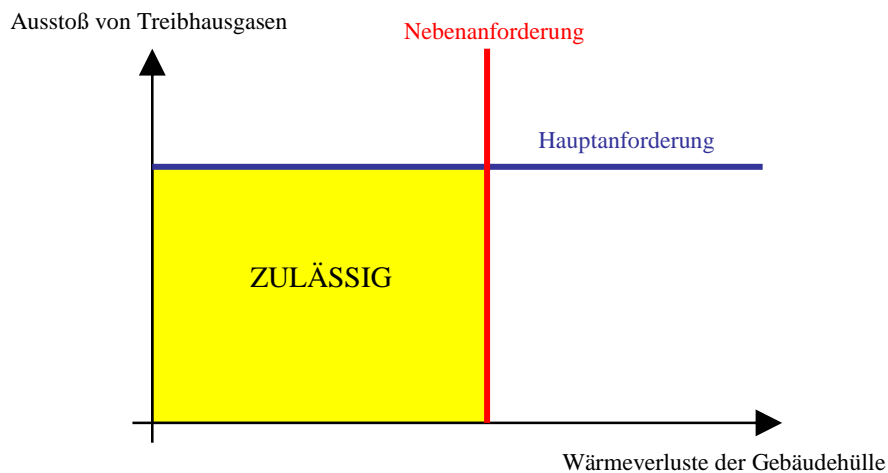 Ausstoß von Treibhausgasen
Nebenanforderung
Hauptanforderung
ZULÄSSIG
Wärmeverluste der Gebäudehülle